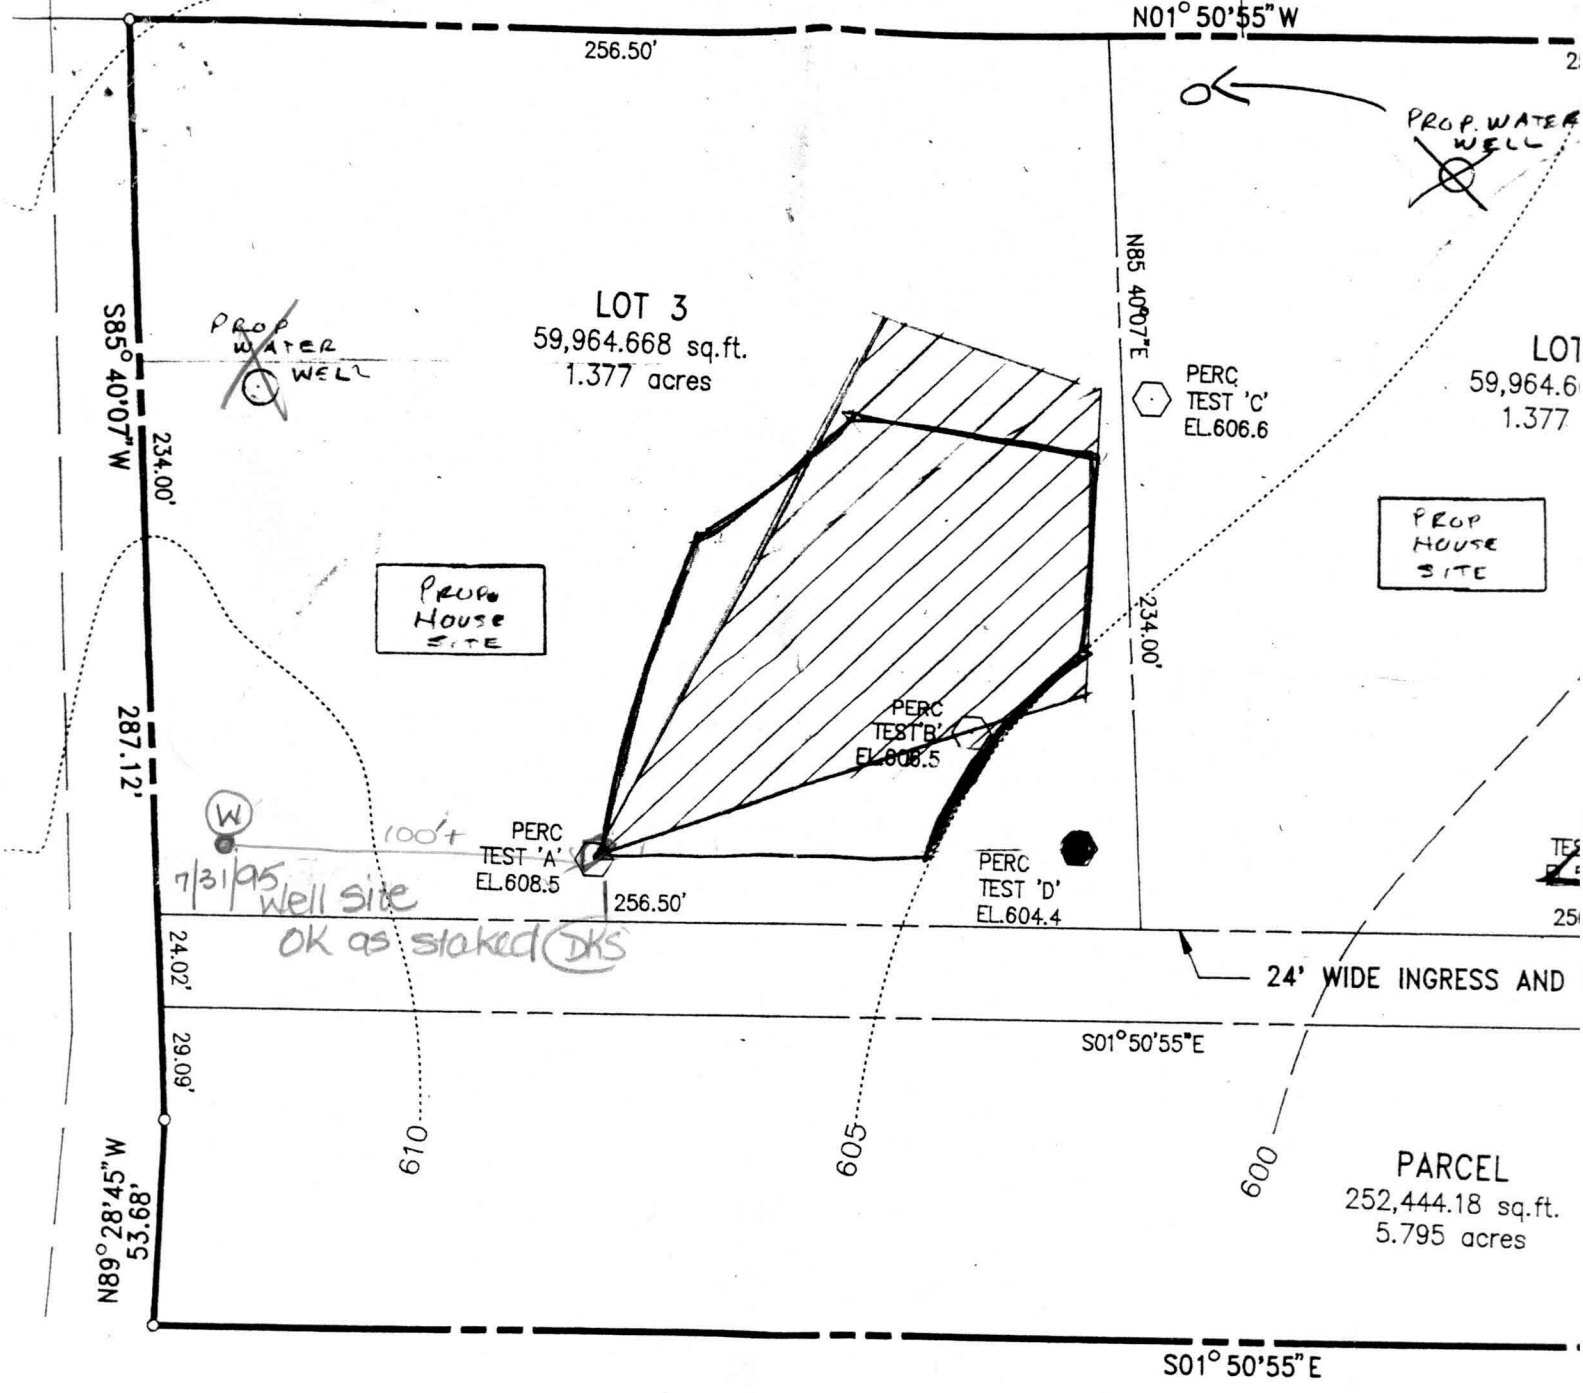 N01°50'55"W
256.50'
PROP. WATER
WELL
N85 40'07"E
LOT 3
59,964.668 sq.ft.
1.377 acres
PROP
WATER
WELL
S85°40'07"W
234.00'
PERC
TEST 'C'
EL.606.6
LOT
1.377
PROP
HOUSE
SITE
PROP.
HOUSE
SITE
234.00'
287.12'
PERC
TEST 'B'
PERC
TEST 'A'
EL.608.5
W
100'+
7/31/95
Well site
OK as staked DKS
256.50'
PERC
TEST 'D'
EL.604.4
24.02'
24' WIDE INGRESS AND
29.09'
S01°50'55"E
610
605
600
N89°28'45"W
53.68'
PARCEL
252,444.18 sq.ft.
5.795 acres
S01°50'55"E